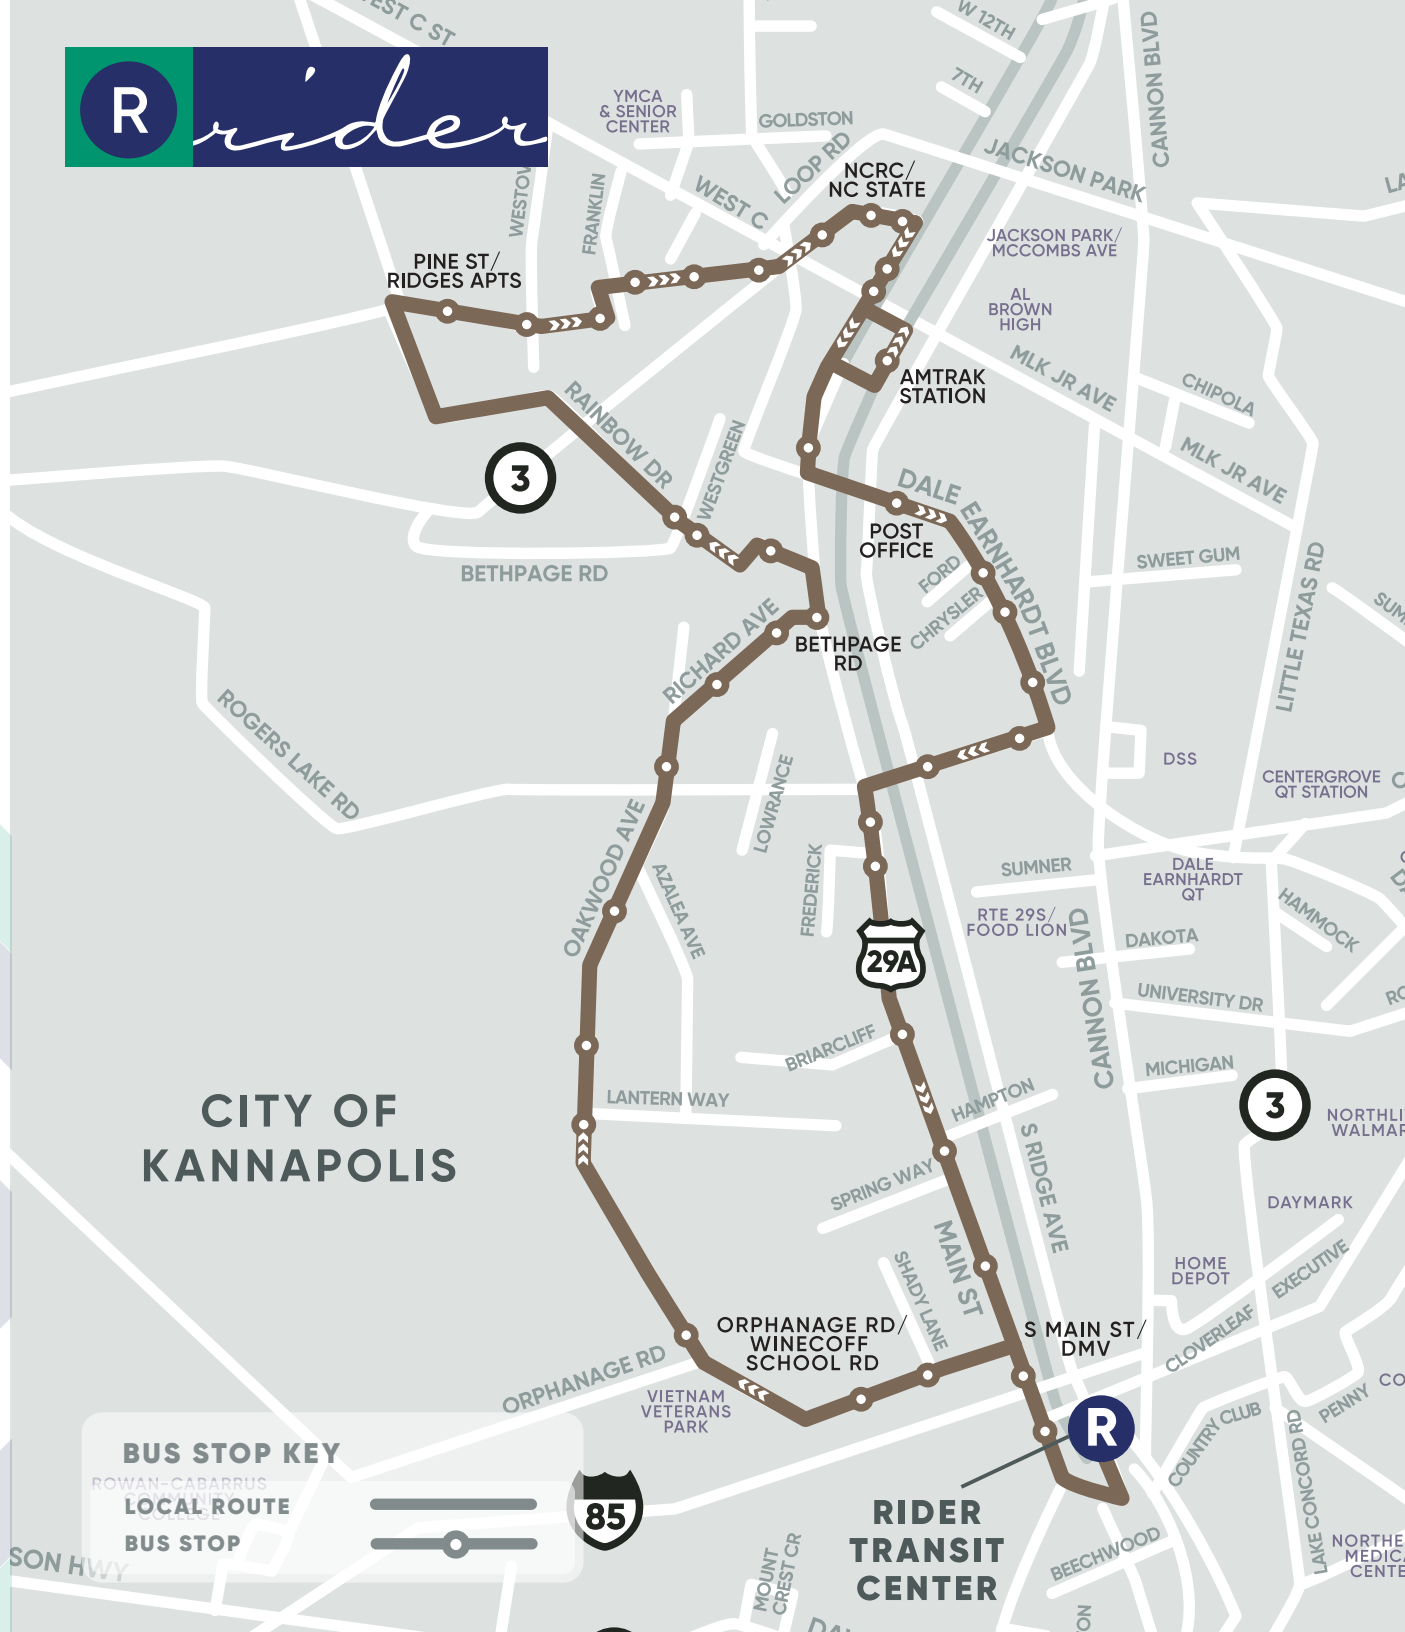 WEST C ST
R rider
W 12TH
7TH
CANNON BLVD
YMCA
& SENIOR
CENTER
GOLDSTON
LOOP RD
JACKSON PARK
NCRC/
NC STATE
WEST C
FRANKLIN
JACKSON PARK/
MCCOMBS AVE
PINE ST/
RIDGES APTS
AL
BROWN
HIGH
MLK JR AVE
AMTRAK
STATION
CHIPOLA
RAINBOW DR
WESTGREEN
MLK JR AVE
3
DALE EARNHARDT BLVD
POST
OFFICE
SWEET GUM
FORD
CHRYSLER
LITTLE TEXAS RD
BETHPAGE RD
RICHARD AVE
BETHPAGE
RD
ROGERS LAKE RD
DSS
CENTERGROVE
QT STATION
LOWRANCE
OAKWOOD AVE
AZALEA AVE
FREDERICK
SUMNER
DALE
EARNHARDT
QT
HAMMOCK
RTE 29S/
FOOD LION
DAKOTA
29A
CANNON BLVD
UNIVERSITY DR
BRIARCLIFF
MICHIGAN
LANTERN WAY
HAMPTON
3
CITY OF
KANNAPOLIS
S RIDGE AVE
SPRING WAY
DAYMARK
MAIN ST
SHADY LANE
HOME
DEPOT
EXECUTIVE
CLOVERLEAF
ORPHANAGE RD/
WINECOFF
SCHOOL RD
S MAIN ST/
DMV
ORPHANAGE RD
VIETNAM
VETERANS
PARK
R
COUNTRY CLUB
PENNY
LAKE CONCORD RD
BUS STOP KEY
ROWAN-CABARRUS
COMMUNITY
COLLEGE
LOCAL ROUTE
BUS STOP
85
RIDER
TRANSIT
CENTER
BEECHWOOD
MOUNT
CREST CR
SON HWY